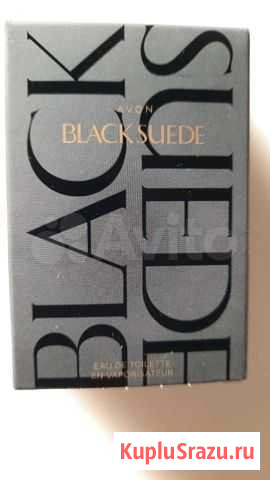 AVON
BLACK SUEDE
BLACK
SUEDE
EAU DE TOILETTE
EN VAPORISATEUR
Avito
KupluSrazu.ru